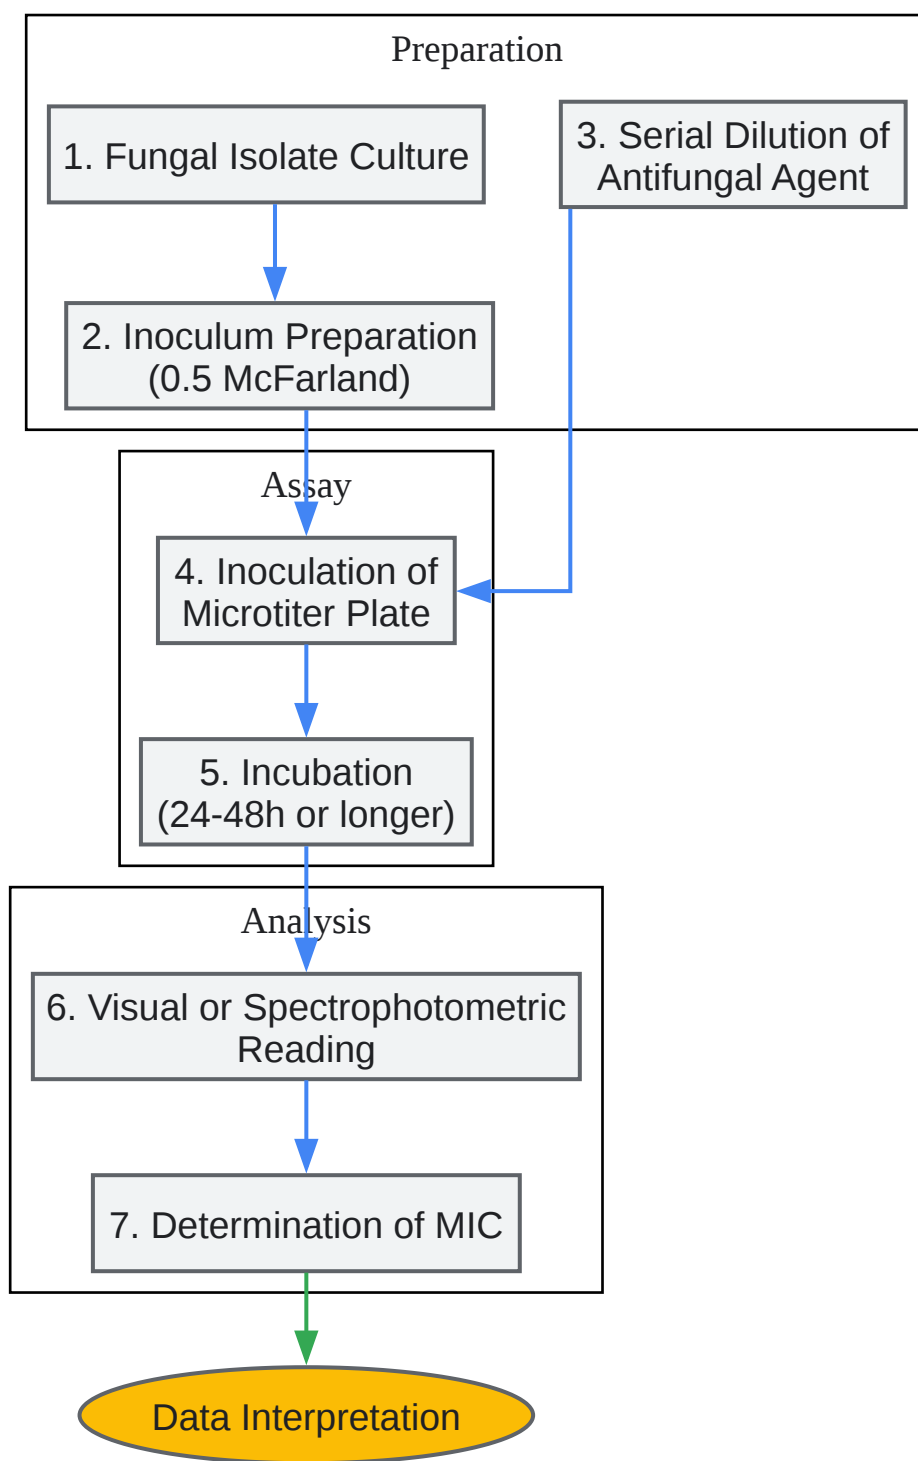 Preparation
1. Fungal Isolate Culture
3. Serial Dilution of
Antifungal Agent
2. Inoculum Preparation
(0.5 McFarland)
Assay
4. Inoculation of
Microtiter Plate
5. Incubation
(24-48h or longer)
Analysis
6. Visual or Spectrophotometric
Reading
7. Determination of MIC
Data Interpretation